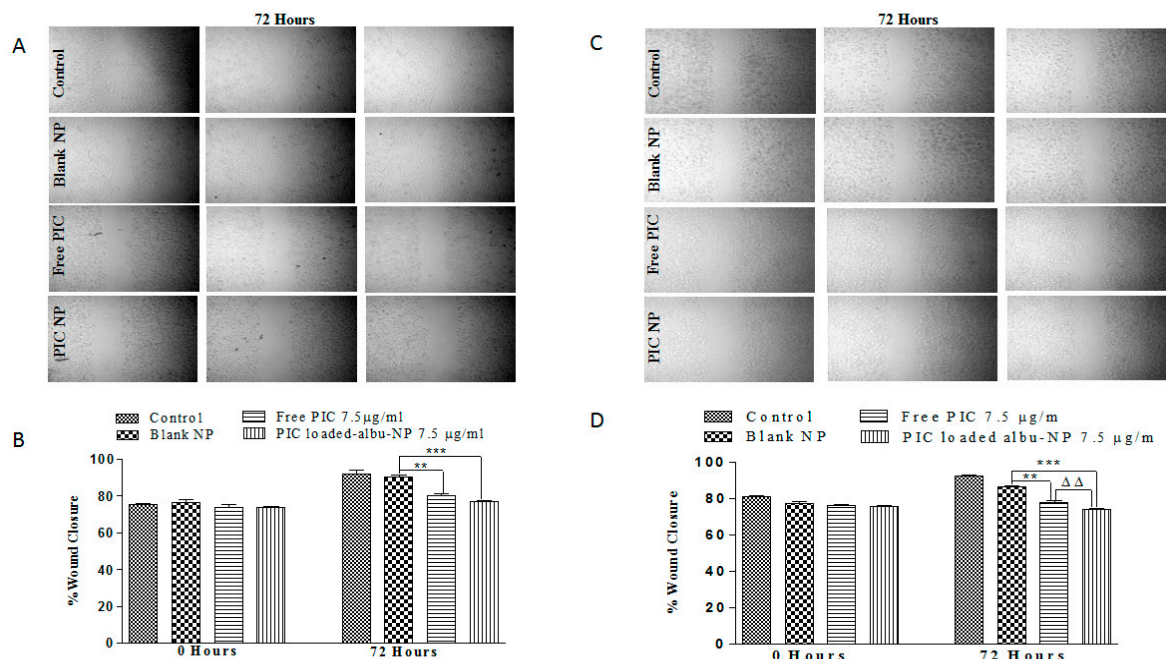 A
72 Hours
Control
Blank NP
Free PIC
PIC NP
C
72 Hours
Control
Blank NP
Free PIC
PIC NP
B
Control
Free PIC 7.5µg/ml
Blank NP
PIC loaded-albu-NP 7.5 µg/ml
% Wound Closure
100
80
60
40
20
0
**
***
0 Hours
72 Hours
D
Control
Free PIC 7.5 µg/m
Blank NP
PIC loaded albu-NP 7.5 µg/m
% Wound Closure
100
80
60
40
20
0
***
**
ΔΔ
0 Hours
72 Hours